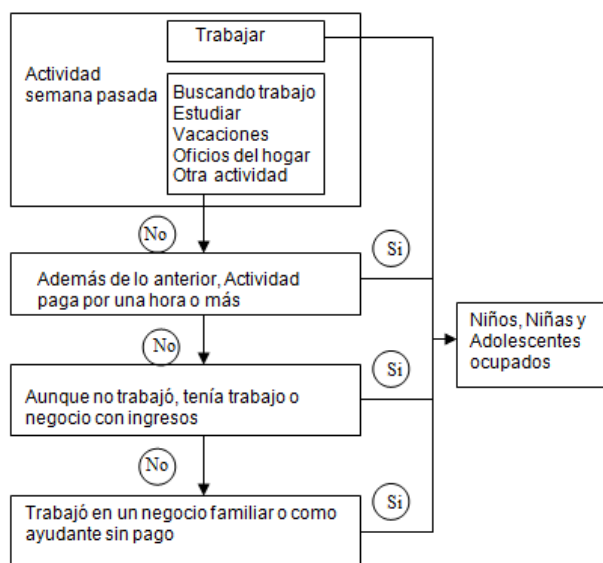 Trabajar
Actividad
semana pasada
Buscando trabajo
Estudiar
Vacaciones
Oficios del hogar
Otra actividad
No
Si
Además de lo anterior, Actividad
paga por una hora o más
Niños, Niñas y
Adolescentes
ocupados
No
Si
Aunque no trabajó, tenía trabajo o
negocio con ingresos
No
Si
Trabajó en un negocio familiar o como
ayudante sin pago